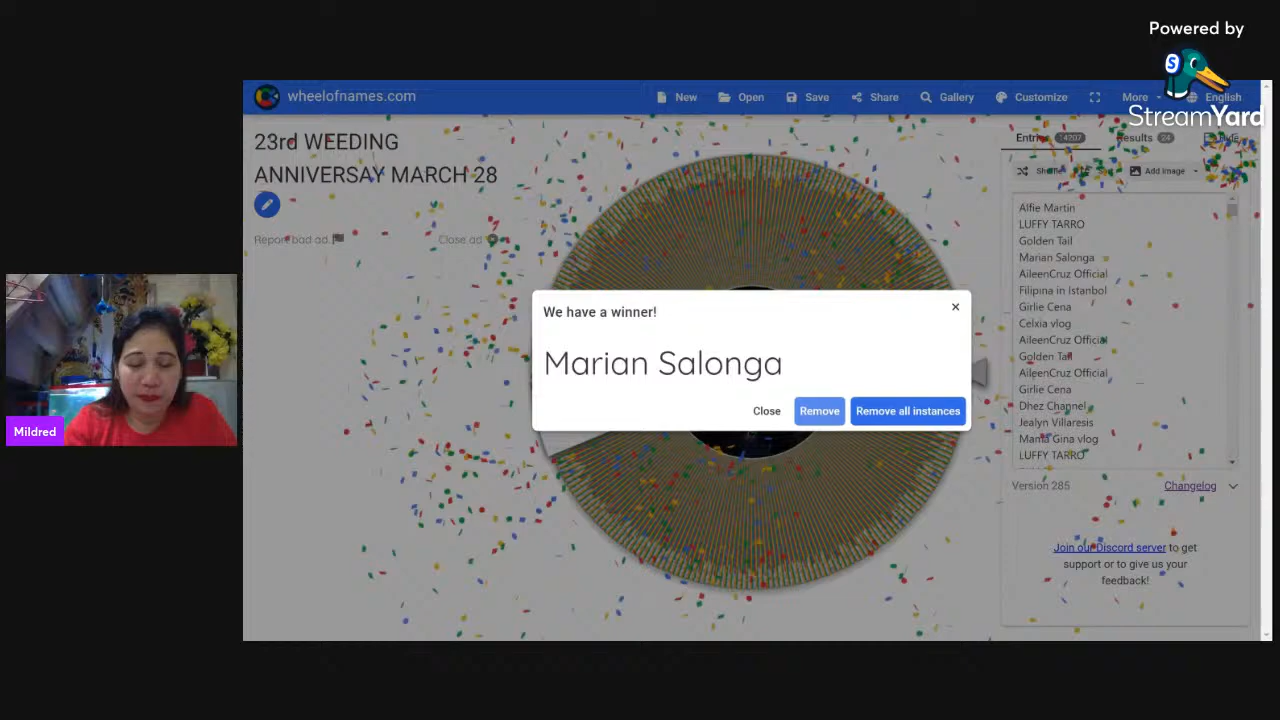 Powered by
StreamYard
wheelofnames.com
New
Open
Save
Share
Gallery
Customize
More
English
23rd WEEDING
ANNIVERSAY MARCH 28
Report bad ad
Close ad
Entries 14207
Results 24
Hide
Shuffle
Add Image
Alfie Martin
LUFFY TARRO
Golden Tail
Marian Salonga
AileenCruz Official
Filipina in Istanbol
Girlie Cena
Celxia vlog
AileenCruz Official
Golden Tail
AileenCruz Official
Girlie Cena
Dhez Channel
Jealyn Villaresis
Mama Gina vlog
LUFFY TARRO
We have a winner!
Marian Salonga
Close
Remove
Remove all instances
Version 285
Changelog
Join our Discord server to get
support or to give us your
feedback!
Mildred